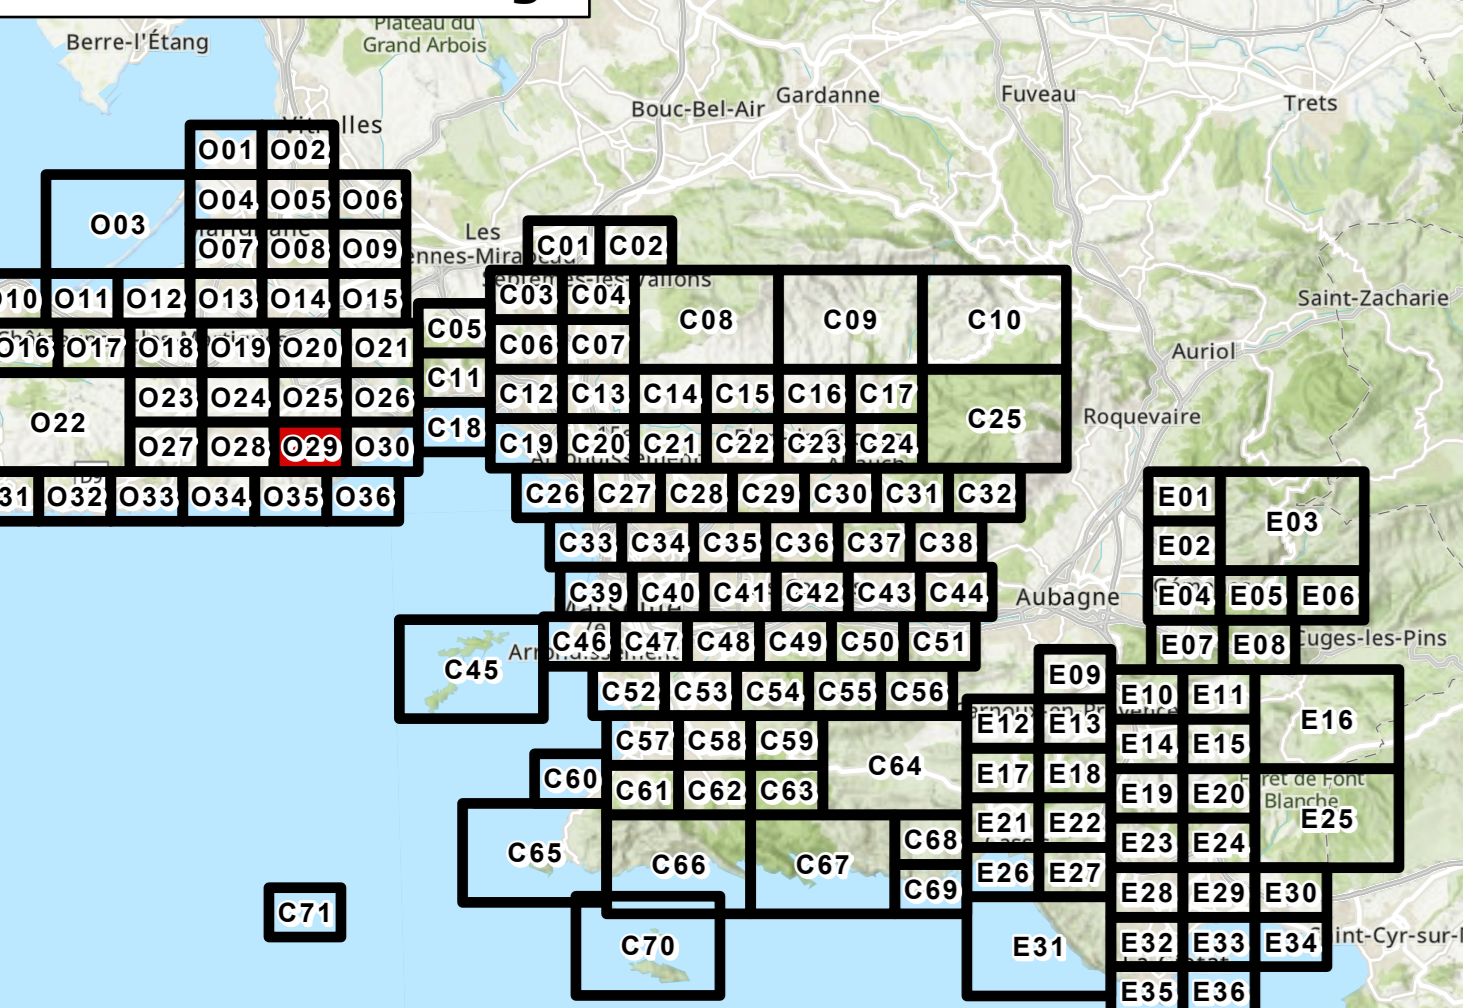 Berre-l'Étang
Plateau du
Grand Arbois
Bouc-Bel-Air
Gardanne
Fuveau
Trets
O01 O02
O03 O04 O05 O06
O07 O08 O09
Les
C01 C02
O11 O12 O13 O14 O15
C03 C04 C08 C09 C10
Saint-Zacharie
C05 C06 C07
O16 O17 O18 O19 O20 O21
Auriol
O22 O23 O24 O25 O26
C11 C12 C13 C14 C15 C16 C17 C25
Roquevaire
O27 O28 O29 O30
C18 C19 C20 C21 C22 C23 C24
O32 O33 O34 O35 O36
C26 C27 C28 C29 C30 C31 C32
E01 E03
C33 C34 C35 C36 C37 C38
E02
C39 C40 C41 C42 C43 C44
Aubagne
E04 E05 E06
C45 C46 C47 C48 C49 C50 C51
E07 E08
Cuges-les-Pins
C52 C53 C54 C55 C56
E09 E10 E11 E16
C57 C58 C59 C64
E12 E13 E14 E15
C60 C61 C62 C63
E17 E18 E19 E20
Forêt de Font
Blanche
E25
C65 C66 C67 C68
E21 E22 E23 E24
C69
E26 E27 E28 E29 E30
C71
C70
E31 E32 E33 E34
E35 E36